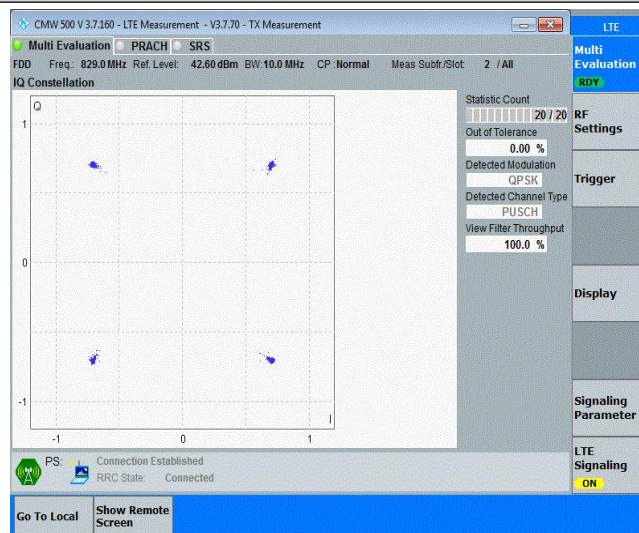 CMW 500 V 3.7.160 - LTE Measurement - V3.7.70 - TX Measurement
LTE
Multi Evaluation PRACH SRS
Multi
Evaluation
RDY
FDD Freq.: 829.0 MHz Ref. Level: 42.60 dBm BW: 10.0 MHz CP :Normal Meas Subfr./Slot: 2 / All
IQ Constellation
Q
1
0
-1
-1 0 1
I
Statistic Count
20 / 20
Out of Tolerance
0.00 %
Detected Modulation
QPSK
Detected Channel Type
PUSCH
View Filter Throughput
100.0 %
RF
Settings
Trigger
Display
Signaling
Parameter
LTE
Signaling
ON
PS: Connection Established
RRC State: Connected
Go To Local
Show Remote
Screen